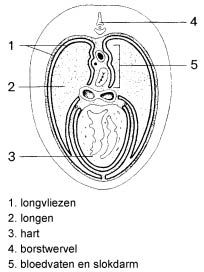 1
2
3
4
5
1. longvliezen
2. longen
3. hart
4. borstwervel
5. bloedvaten en slokdarm